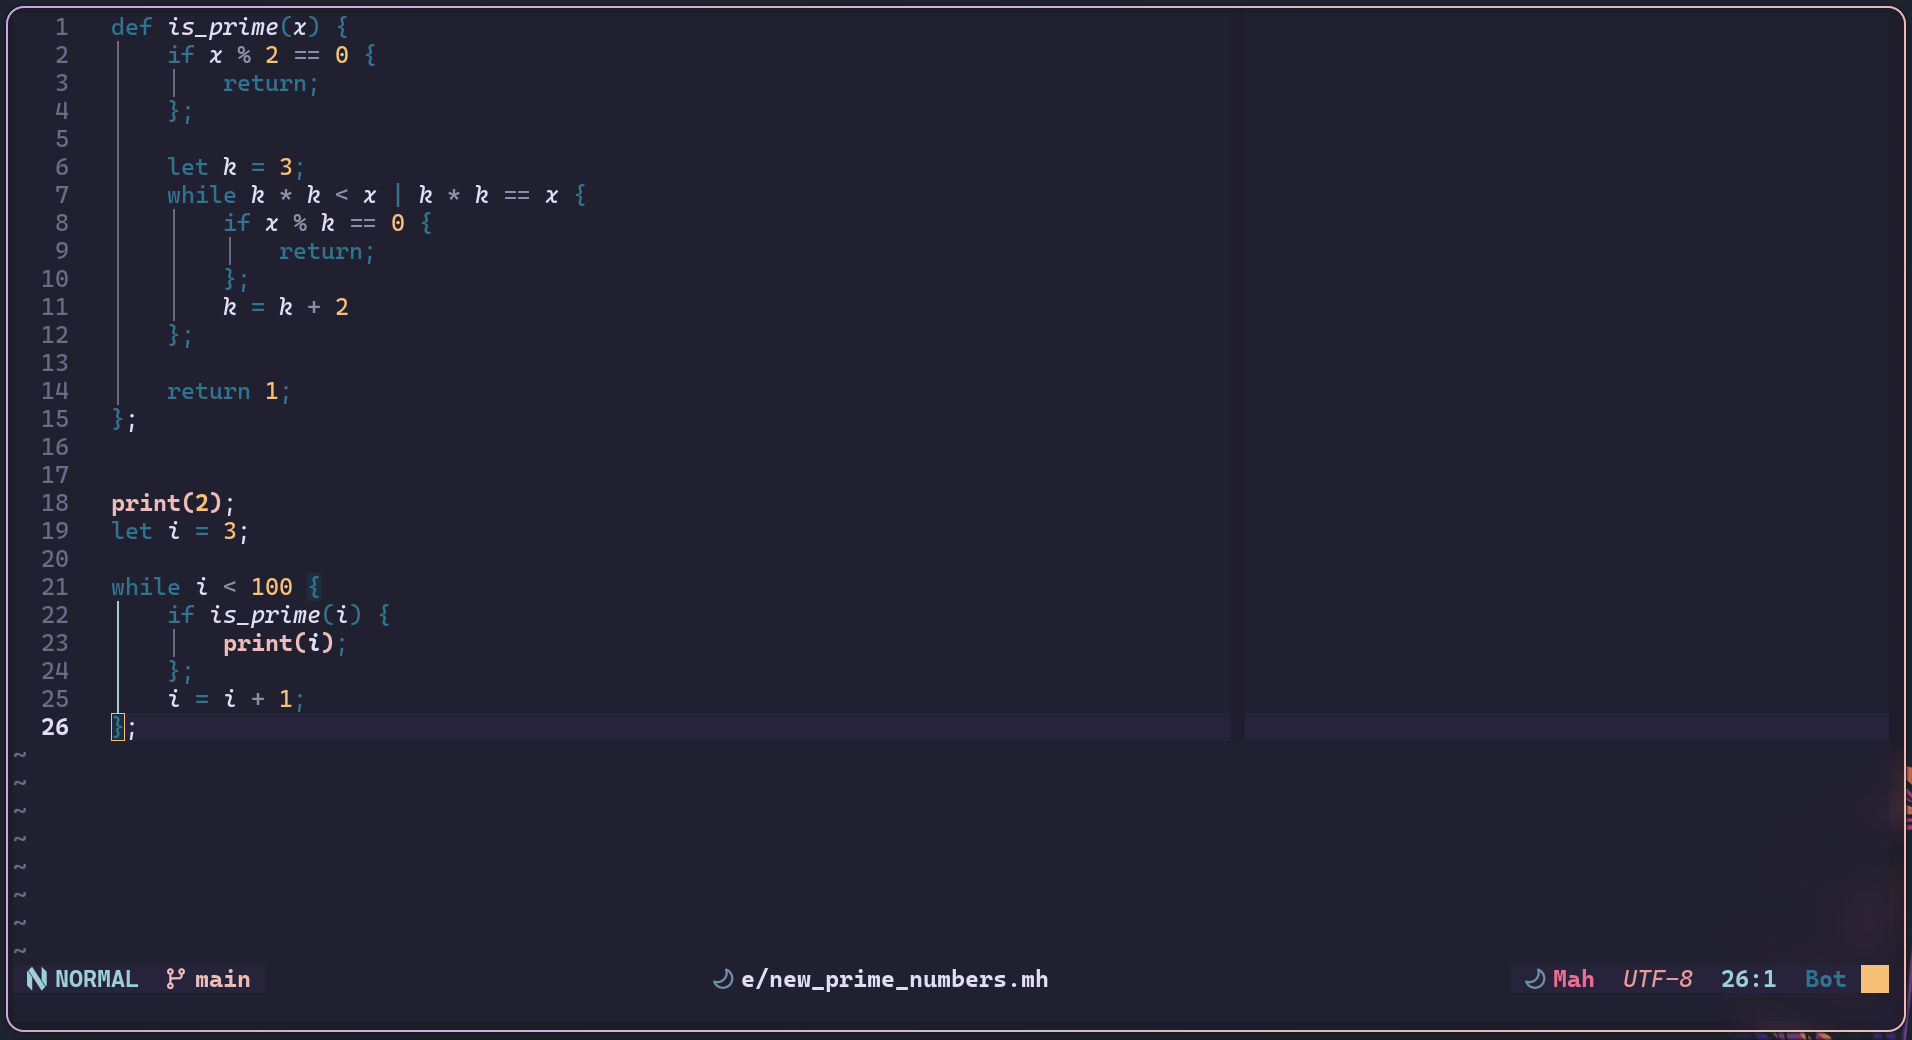 1 def is_prime(x) {
2     if x % 2 == 0 {
3         return;
4     };
5
6     let k = 3;
7     while k * k < x | k * k == x {
8         if x % k == 0 {
9             return;
10         };
11         k = k + 2
12     };
13
14     return 1;
15 };
16
17
18 print(2);
19 let i = 3;
20
21 while i < 100 {
22     if is_prime(i) {
23         print(i);
24     };
25     i = i + 1;
26 };
~
~
~
~
~
~
~
~
NORMAL main e/new_prime_numbers.mh Mah UTF-8 26:1 Bot